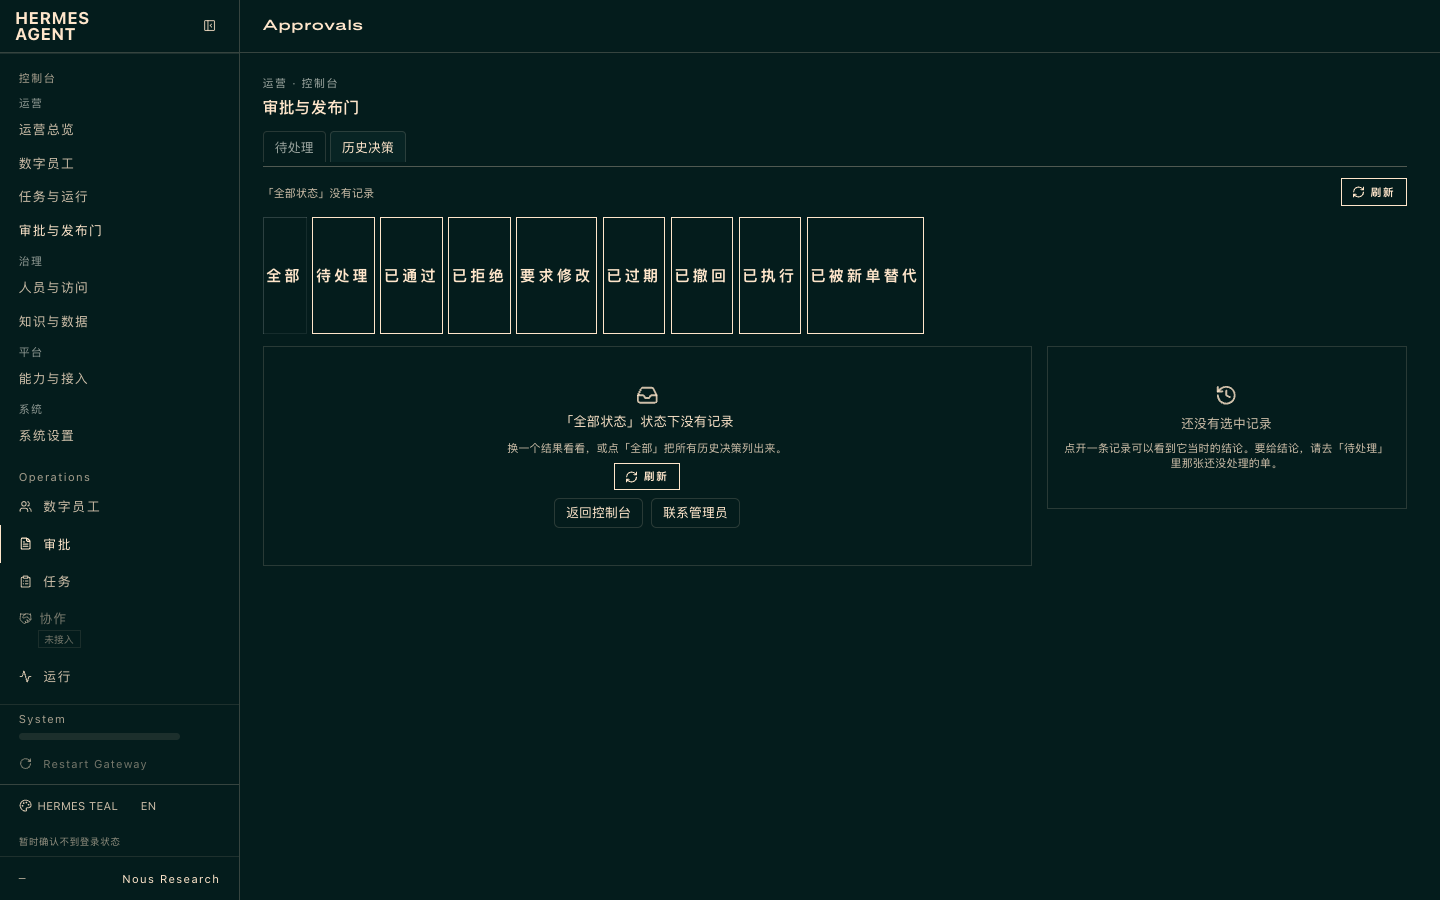 HERMES
AGENT
控制台
运营
运营总览
数字员工
任务与运行
审批与发布门
治理
人员与访问
知识与数据
平台
能力与接入
系统
系统设置
Operations
数字员工
审批
任务
协作
未接入
运行
System
Restart Gateway
HERMES TEAL EN
暂时确认不到登录状态
– Nous Research
Approvals
运营 · 控制台
审批与发布门
待处理 历史决策
「全部状态」没有记录
刷新
全部 待处理 已通过 已拒绝 要求修改 已过期 已撤回 已执行 已被新单替代
「全部状态」状态下没有记录
换一个结果看看，或点「全部」把所有历史决策列出来。
刷新
返回控制台 联系管理员
还没有选中记录
点开一条记录可以看到它当时的结论。要给结论，请去「待处理」
里那张还没处理的单。